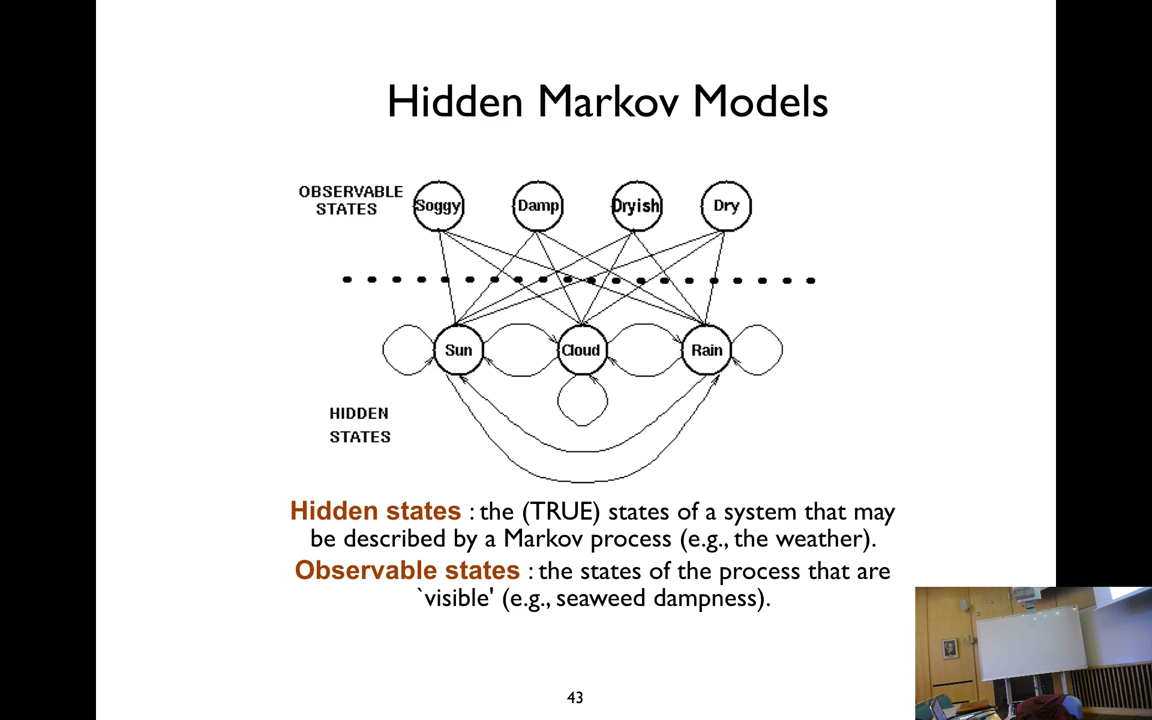 Hidden Markov Models
OBSERVABLE
STATES
Soggy
Damp
Dryish
Dry
Sun
Cloud
Rain
HIDDEN
STATES
Hidden states : the (TRUE) states of a system that may
be described by a Markov process (e.g., the weather).
Observable states : the states of the process that are
`visible' (e.g., seaweed dampness).
43